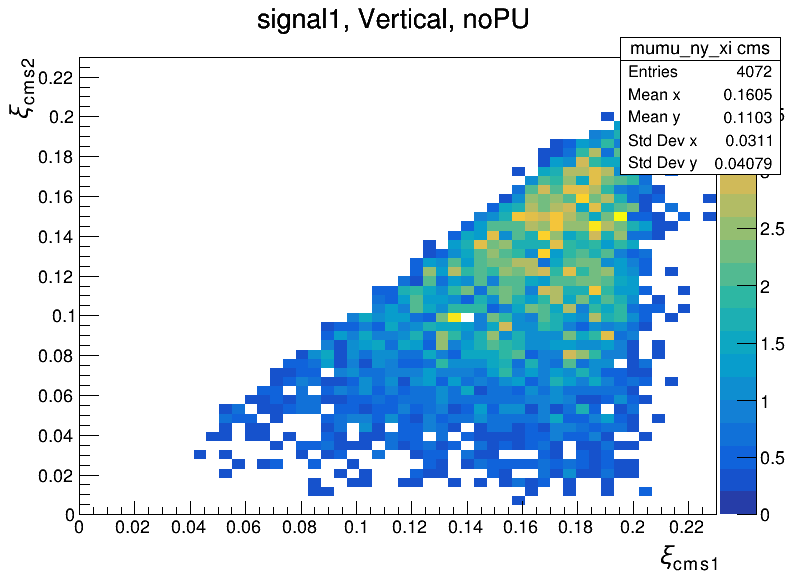 signal1, Vertical, noPU
mumu_ny_xi cms
Entries 4072
Mean x 0.1605
Mean y 0.1103
Std Dev x 0.0311
Std Dev y 0.04079
ξcms2
0.22
0.2
0.18
0.16
0.14
0.12
0.1
0.08
0.06
0.04
0.02
0
0 0.02 0.04 0.06 0.08 0.1 0.12 0.14 0.16 0.18 0.2 0.22
ξcms1
2.5
2
1.5
1
0.5
0